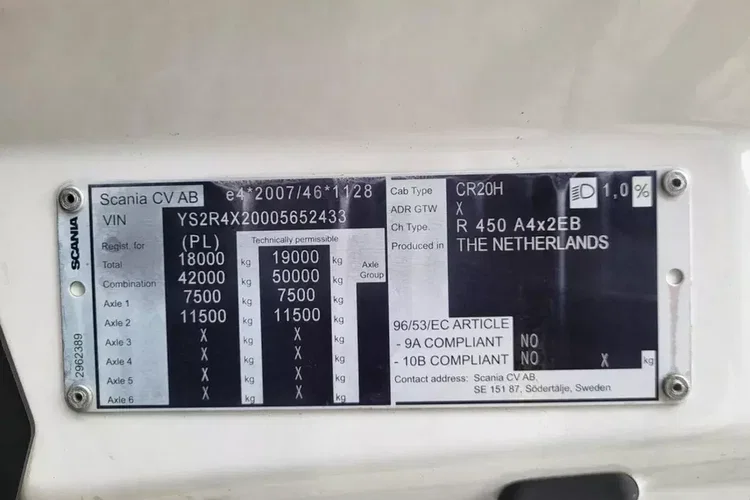 SCANIA
2962389
Scania CV AB e4*2007/46*1128
VIN YS2R4X20005652433
Regist. for (PL) Technically permissible
Total 18000 kg 19000 kg Axle Group
Combination 42000 kg 50000 kg
Axle 1 7500 kg 7500 kg
Axle 2 11500 kg 11500 kg
Axle 3 X kg X kg
Axle 4 X kg X kg
Axle 5 X kg X kg
Axle 6 X kg X kg
Cab Type CR20H 1,0 %
ADR GTW X
Ch Type R 450 A4x2EB
Produced in THE NETHERLANDS
96/53/EC ARTICLE
- 9A COMPLIANT NO
- 10B COMPLIANT NO X kg
Contact address: Scania CV AB,
SE 151 87, Södertälje, Sweden